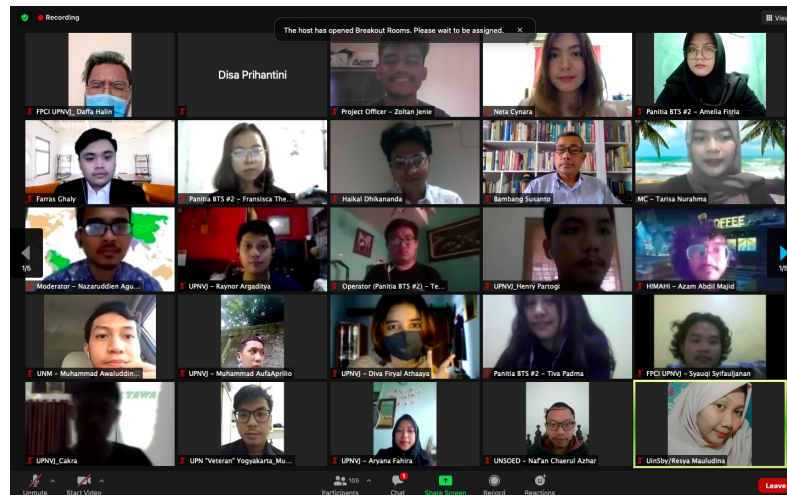 Recording
The host has opened Breakout Rooms. Please wait to be assigned.
View
FPCI UPNVJ_ Daffa Halin
Disa Prihantini
Project Officer - Zoltan Jenie
Neta Cynara
Panitia BTS #2 - Amelia Fitria
Farras Ghaly
Panitia BTS #2 - Fransisca The...
Haikal Dhikananda
Bambang Susanto
MC - Tarisa Nurahma
1/6
Moderator - Nazaruddien Agu...
UPNVJ - Raynor Argaditya
Operator (Panitia BTS #2) - Te...
UPNVJ_Henry Partogi
COFFEE
HIMAHI - Azam Abdil Majid
1/6
UNM - Muhammad Awaluddin...
UPNVJ - Muhammad AufaAprilio
UPNVJ - Diva Firyal Athaaya
Panitia BTS #2 - Tiva Padma
FPCI UPNVJ - Syauqi Syifauljanan
UPNVJ_Cakra
UPN "Veteran" Yogyakarta_Mu...
UPNVJ - Aryana Fahira
UNSOED - Naf'an Chaerul Azhar
UinSby/Resya Mauludina
Unmute
Start Video
Participants
105
Chat
1
Share Screen
Record
Reactions
Leave